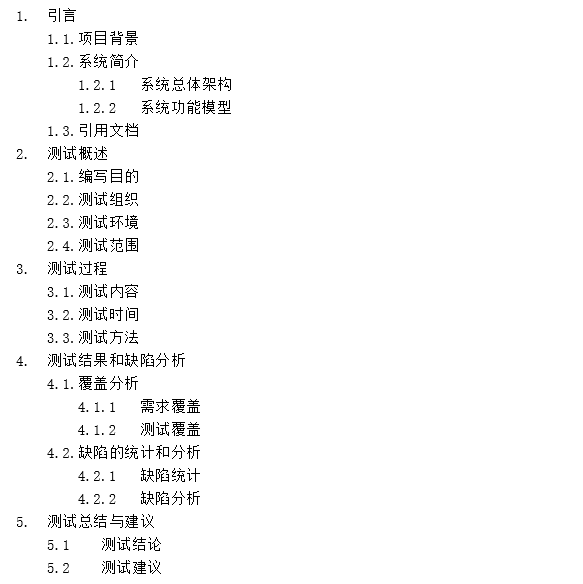 1. 引言
1.1.项目背景
1.2.系统简介
1.2.1 系统总体架构
1.2.2 系统功能模型
1.3.引用文档
2. 测试概述
2.1.编写目的
2.2.测试组织
2.3.测试环境
2.4.测试范围
3. 测试过程
3.1.测试内容
3.2.测试时间
3.3.测试方法
4. 测试结果和缺陷分析
4.1.覆盖分析
4.1.1 需求覆盖
4.1.2 测试覆盖
4.2.缺陷的统计和分析
4.2.1 缺陷统计
4.2.2 缺陷分析
5. 测试总结与建议
5.1 测试结论
5.2 测试建议